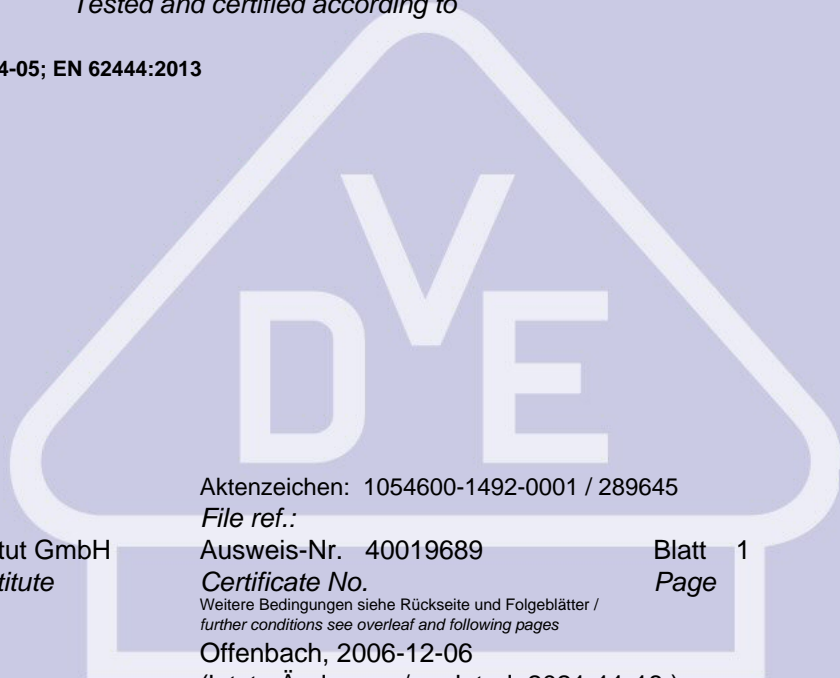 Tested and certified according to
4-05; EN 62444:2013
DVE
Aktenzeichen: 1054600-1492-0001 / 289645
File ref.:
tut GmbH Ausweis-Nr. 40019689 Blatt 1
titute Certificate No. Page
Weitere Bedingungen siehe Rückseite und Folgeblätter /
further conditions see overleaf and following pages
Offenbach, 2006-12-06